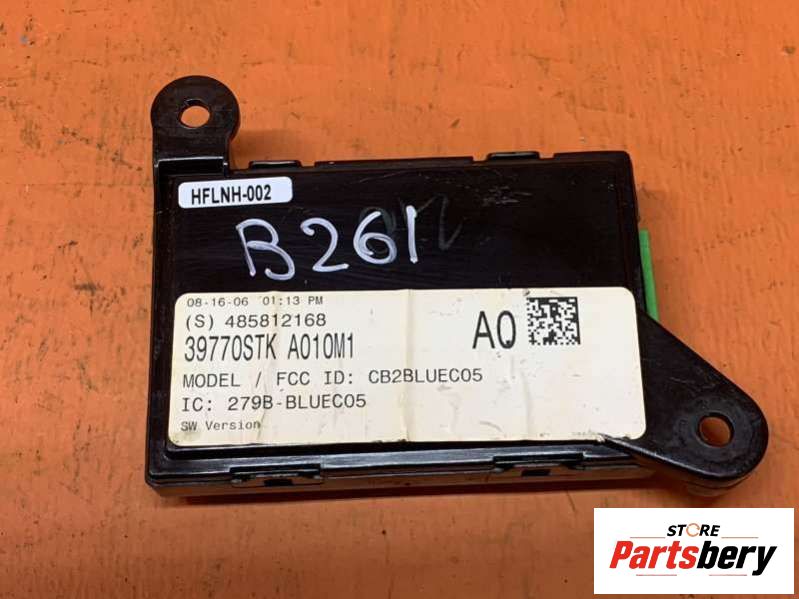 HFLNH-002
B261
08-16-06 01:13 PM
(S) 485812168
39770STK A010M1
A0
MODEL / FCC ID: CB2BLUEC05
IC: 279B-BLUEC05
SW Version
STORE
Partsbery